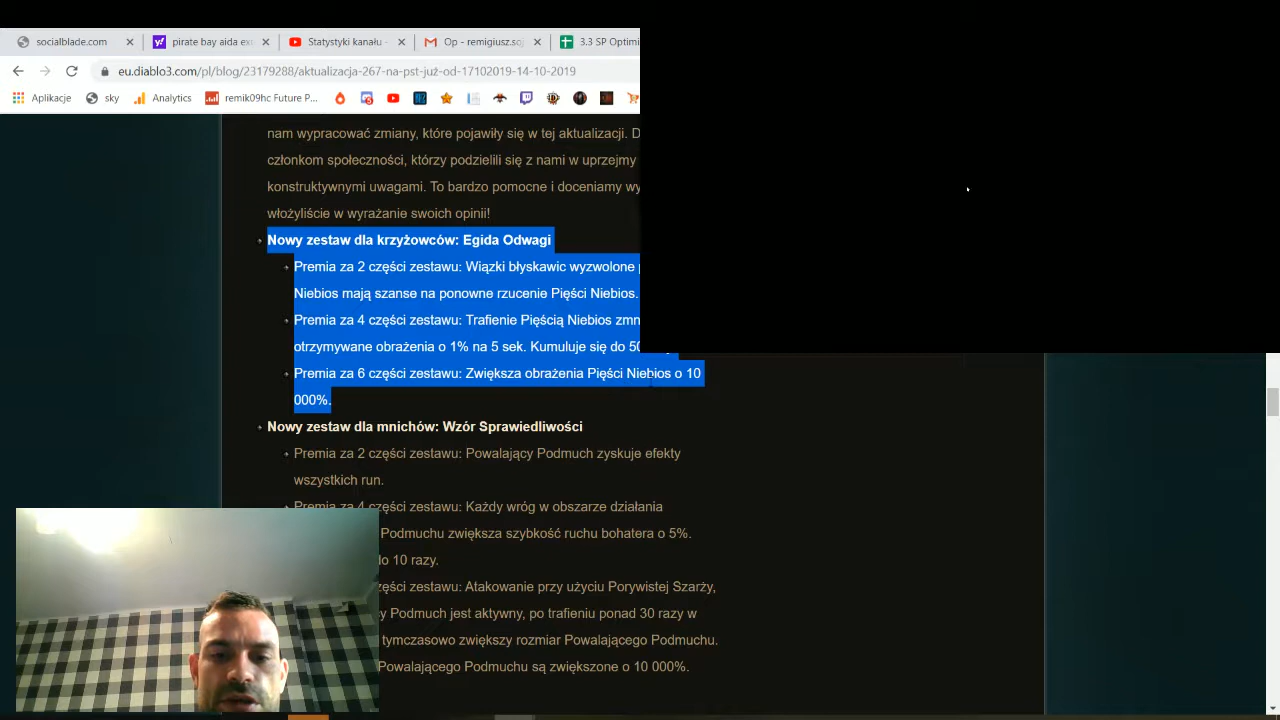 socialblade.com
pirate bay aida ex
Statystyki kanału -
Op - remigiusz.soj
3.3 SP Optimi
eu.diablo3.com/pl/blog/23179288/aktualizacja-267-na-pst-już-od-17102019-14-10-2019
Aplikacje sky Analytics remik09hc Future P...
nam wypracować zmiany, które pojawiły się w tej aktualizacji. D
członkom społeczności, którzy podzielili się z nami w uprzejmy
konstruktywnymi uwagami. To bardzo pomocne i doceniamy wy
włożyliście w wyrażanie swoich opinii!
Nowy zestaw dla krzyżowców: Egida Odwagi
Premia za 2 części zestawu: Wiązki błyskawic wyzwolone p
Niebios mają szanse na ponowne rzucenie Pięści Niebios.
Premia za 4 części zestawu: Trafienie Pięścią Niebios zmn
otrzymywane obrażenia o 1% na 5 sek. Kumuluje się do 50
Premia za 6 części zestawu: Zwiększa obrażenia Pięści Niebios o 10
000%.
Nowy zestaw dla mnichów: Wzór Sprawiedliwości
Premia za 2 części zestawu: Powalający Podmuch zyskuje efekty
wszystkich run.
Premia za 4 części zestawu: Każdy wróg w obszarze działania
Podmuchu zwiększa szybkość ruchu bohatera o 5%.
do 10 razy.
części zestawu: Atakowanie przy użyciu Porywistej Szarży,
cy Podmuch jest aktywny, po trafieniu ponad 30 razy w
tymczasowo zwiększy rozmiar Powalającego Podmuchu.
Powalającego Podmuchu są zwiększone o 10 000%.